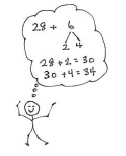 28 + 6
2 4
28 + 2 = 30
30 + 4 = 34